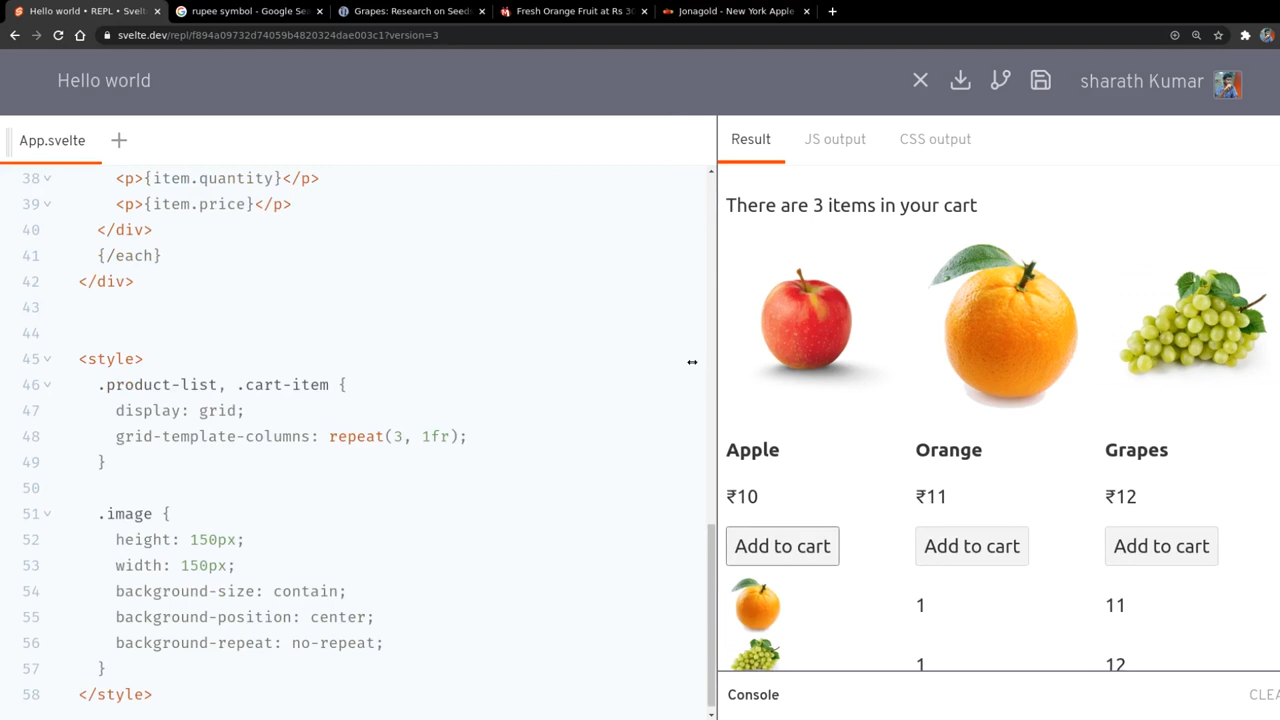 Hello world • REPL • Svelt
rupee symbol - Google Sea
Grapes: Research on Seeds
Fresh Orange Fruit at Rs 30
Jonagold - New York Apple
svelte.dev/repl/f894a09732d74059b4820324dae003c1?version=3
Hello world
sharath Kumar
App.svelte
Result JS output CSS output
38 <p>{item.quantity}</p>
39 <p>{item.price}</p>
40 </div>
41 {/each}
42 </div>
43
44
45 <style>
46 .product-list, .cart-item {
47 display: grid;
48 grid-template-columns: repeat(3, 1fr);
49 }
50
51 .image {
52 height: 150px;
53 width: 150px;
54 background-size: contain;
55 background-position: center;
56 background-repeat: no-repeat;
57 }
58 </style>
There are 3 items in your cart
Apple Orange Grapes
₹10 ₹11 ₹12
Add to cart Add to cart Add to cart
1 11
1 12
Console CLEA